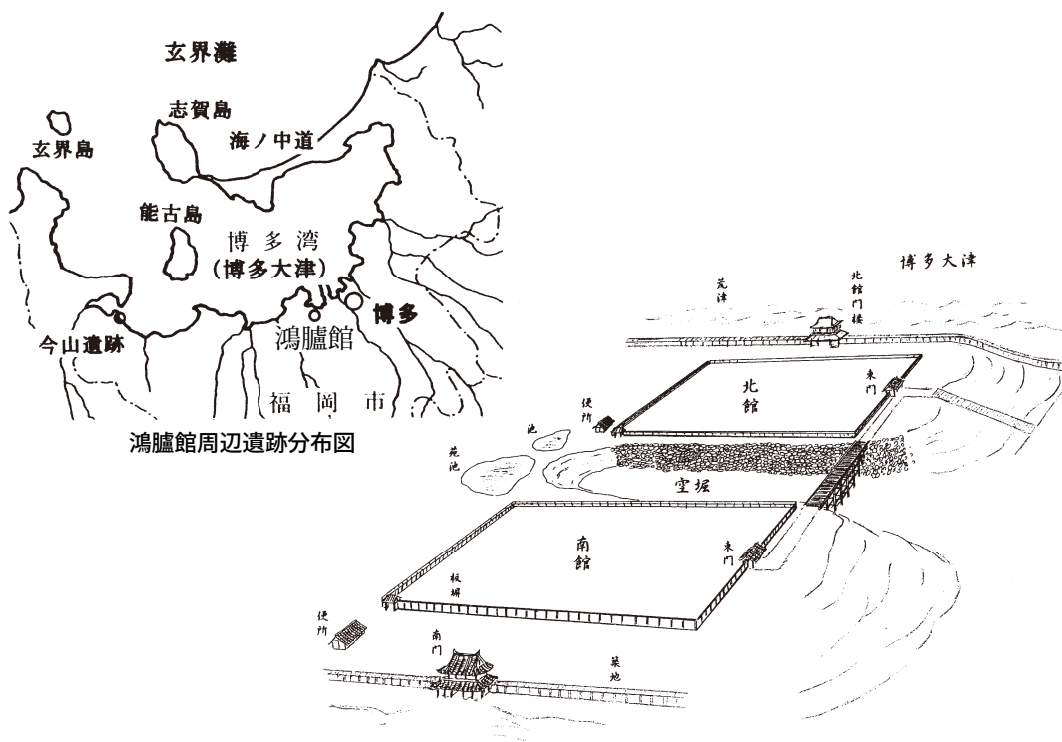 玄界灘
志賀島
海ノ中道
玄界島
能古島
博多湾
(博多大津)
博多
今山遺跡
鴻臚館
福岡市
鴻臚館周辺遺跡分布図
博多大津
荒津
北館門楼
北館
東門
便所
池
苑池
空堀
南館
東門
板塀
便所
南門
築地